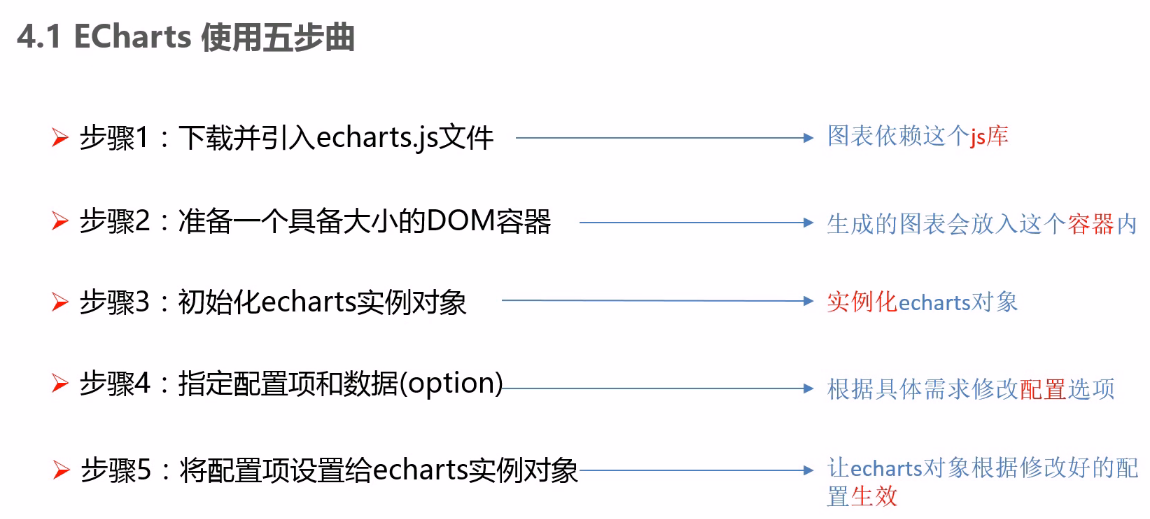 4.1 ECharts 使用五步曲
步骤1：下载并引入echarts.js文件
图表依赖这个js库
步骤2：准备一个具备大小的DOM容器
生成的图表会放入这个容器内
步骤3：初始化echarts实例对象
实例化echarts对象
步骤4：指定配置项和数据(option)
根据具体需求修改配置选项
步骤5：将配置项设置给echarts实例对象
让echarts对象根据修改好的配
置生效